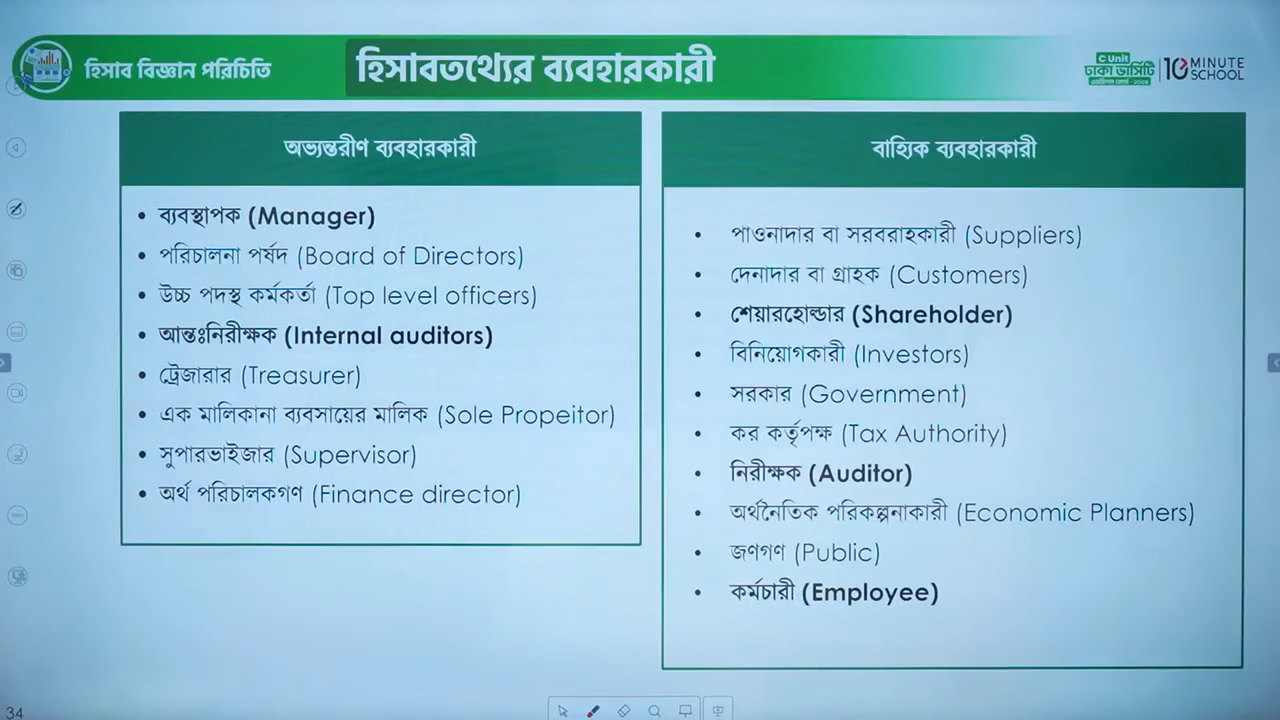 হিসাব বিজ্ঞান পরিচিতি
হিসাবতথ্যের ব্যবহারকারী
C Unit
ঢাকা ভার্সিটি
10 MINUTE SCHOOL
অভ্যন্তরীণ ব্যবহারকারী
• ব্যবস্থাপক (Manager)
• পরিচালনা পর্ষদ (Board of Directors)
• উচ্চ পদস্থ কর্মকর্তা (Top level officers)
• আন্তঃনিরীক্ষক (Internal auditors)
• ট্রেজারার (Treasurer)
• এক মালিকানা ব্যবসায়ের মালিক (Sole Propeitor)
• সুপারভাইজার (Supervisor)
• অর্থ পরিচালকগণ (Finance director)
বাহ্যিক ব্যবহারকারী
• পাওনাদার বা সরবরাহকারী (Suppliers)
• দেনাদার বা গ্রাহক (Customers)
• শেয়ারহোল্ডার (Shareholder)
• বিনিয়োগকারী (Investors)
• সরকার (Government)
• কর কর্তৃপক্ষ (Tax Authority)
• নিরীক্ষক (Auditor)
• অর্থনৈতিক পরিকল্পনাকারী (Economic Planners)
• জণগণ (Public)
• কর্মচারী (Employee)
34